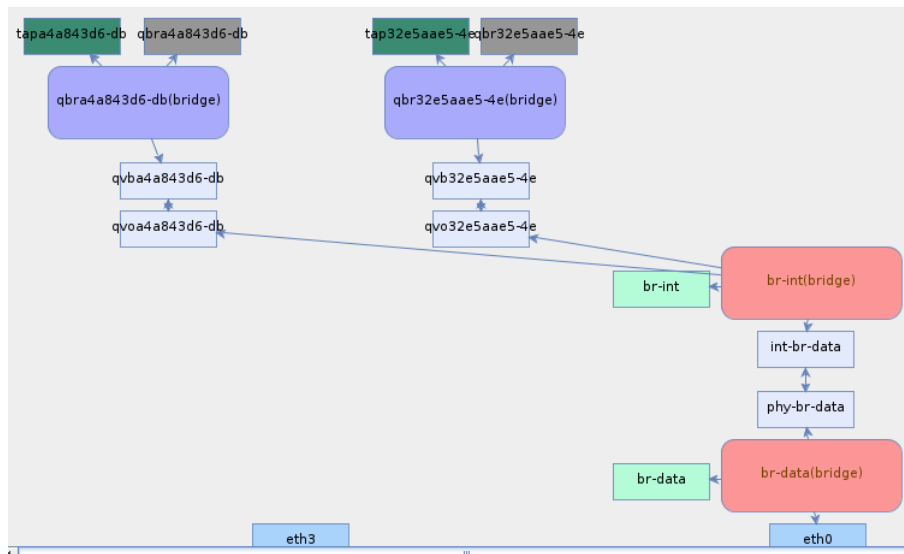 tapa4a843d6-db
qbra4a843d6-db
tap32e5aae5-4e
qbr32e5aae5-4e
qbra4a843d6-db(bridge)
qbr32e5aae5-4e(bridge)
qvba4a843d6-db
qvb32e5aae5-4e
qvoa4a843d6-db
qvo32e5aae5-4e
br-int(bridge)
br-int
int-br-data
phy-br-data
br-data(bridge)
br-data
eth3
eth0